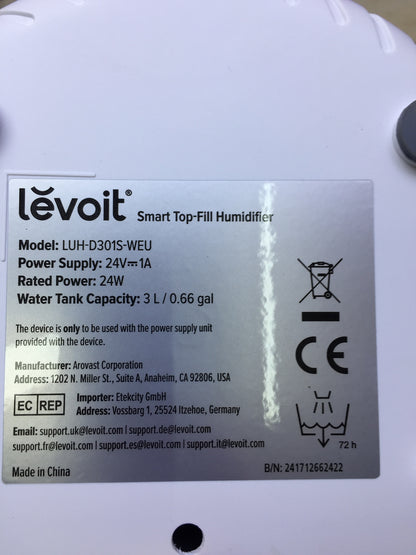 lĕvoit® Smart Top-Fill Humidifier
Model: LUH-D301S-WEU
Power Supply: 24V⎓1A
Rated Power: 24W
Water Tank Capacity: 3 L / 0.66 gal
The device is only to be used with the power supply unit
provided with the device.
Manufacturer: Arovast Corporation
Address: 1202 N. Miller St., Suite A, Anaheim, CA 92806, USA
EC REP
Importer: Etekcity GmbH
Address: Vossbarg 1, 25524 Itzehoe, Germany
Email: support.uk@levoit.com | support.de@levoit.com
support.fr@levoit.com | support.es@levoit.com | support.it@levoit.com
Made in China
CE
72 h
B/N: 241712662422